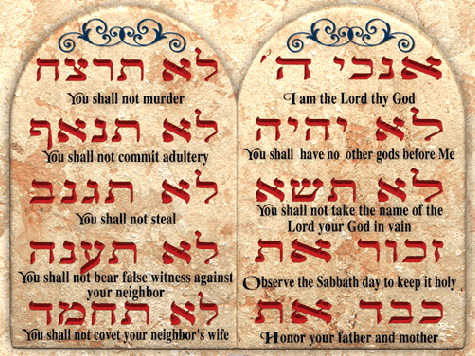 אנכי ה׳
I am the Lord thy God
לא יהיה
You shall have no other gods before Me
לא תשא
You shall not take the name of the
Lord your God in vain
זכור את
Observe the Sabbath day to keep it holy
כבד את
Honor your father and mother
לא תרצח
You shall not murder
לא תנאף
You shall not commit adultery
לא תגנב
You shall not steal
לא תענה
You shall not bear false witness against
your neighbor
לא תחמד
You shall not covet your neighbor's wife